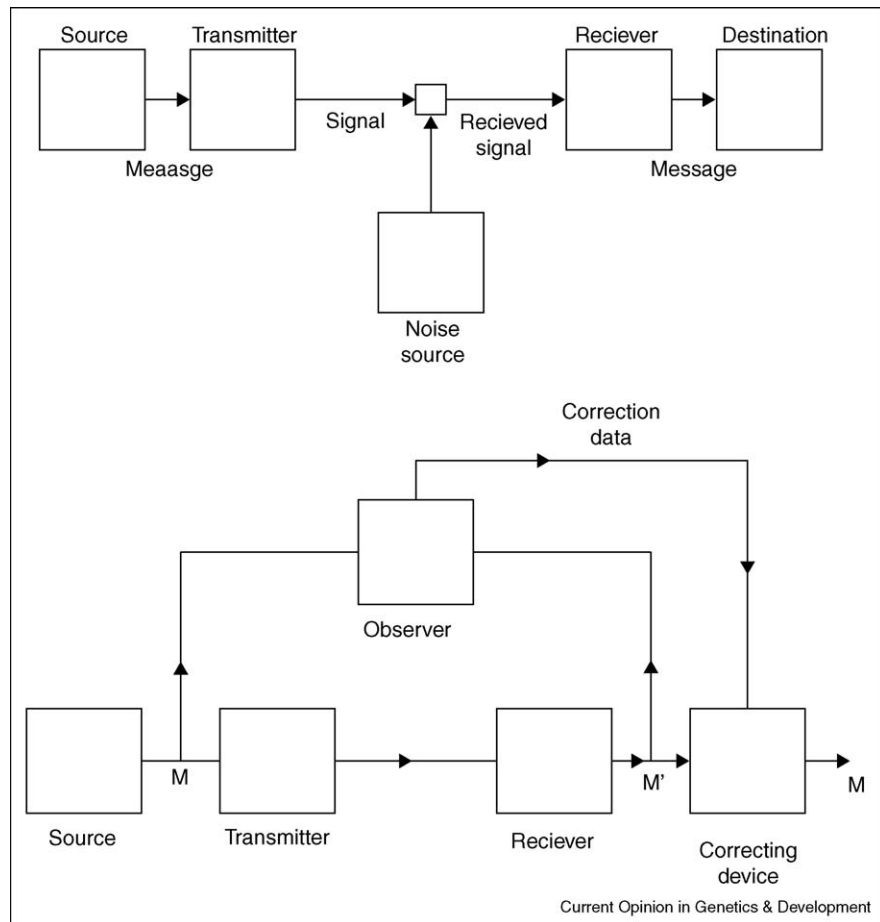 Source
Transmitter
Reciever
Destination
Signal
Recieved
signal
Meaasge
Message
Noise
source
Correction
data
Observer
M
M'
M
Source
Transmitter
Reciever
Correcting
device
Current Opinion in Genetics & Development